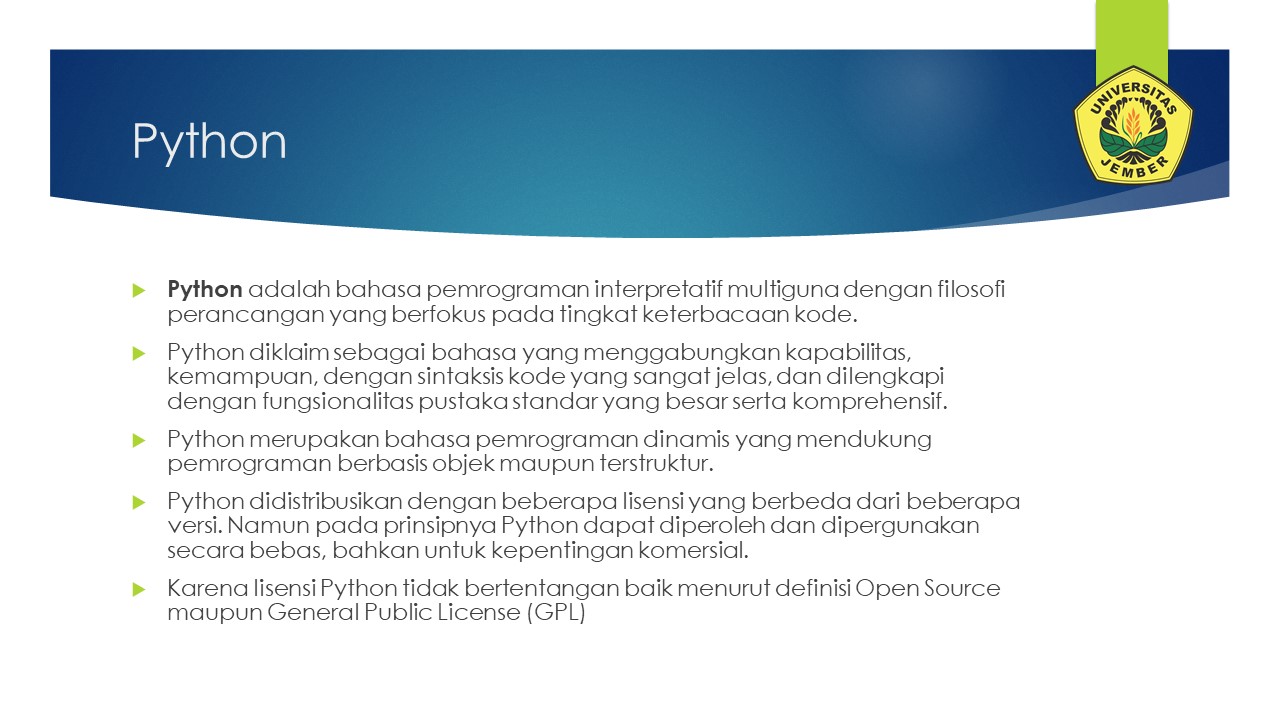 Python
UNIVERSITAS
JEMBER
Python adalah bahasa pemrograman interpretatif multiguna dengan filosofi
perancangan yang berfokus pada tingkat keterbacaan kode.
Python diklaim sebagai bahasa yang menggabungkan kapabilitas,
kemampuan, dengan sintaksis kode yang sangat jelas, dan dilengkapi
dengan fungsionalitas pustaka standar yang besar serta komprehensif.
Python merupakan bahasa pemrograman dinamis yang mendukung
pemrograman berbasis objek maupun terstruktur.
Python didistribusikan dengan beberapa lisensi yang berbeda dari beberapa
versi. Namun pada prinsipnya Python dapat diperoleh dan dipergunakan
secara bebas, bahkan untuk kepentingan komersial.
Karena lisensi Python tidak bertentangan baik menurut definisi Open Source
maupun General Public License (GPL)